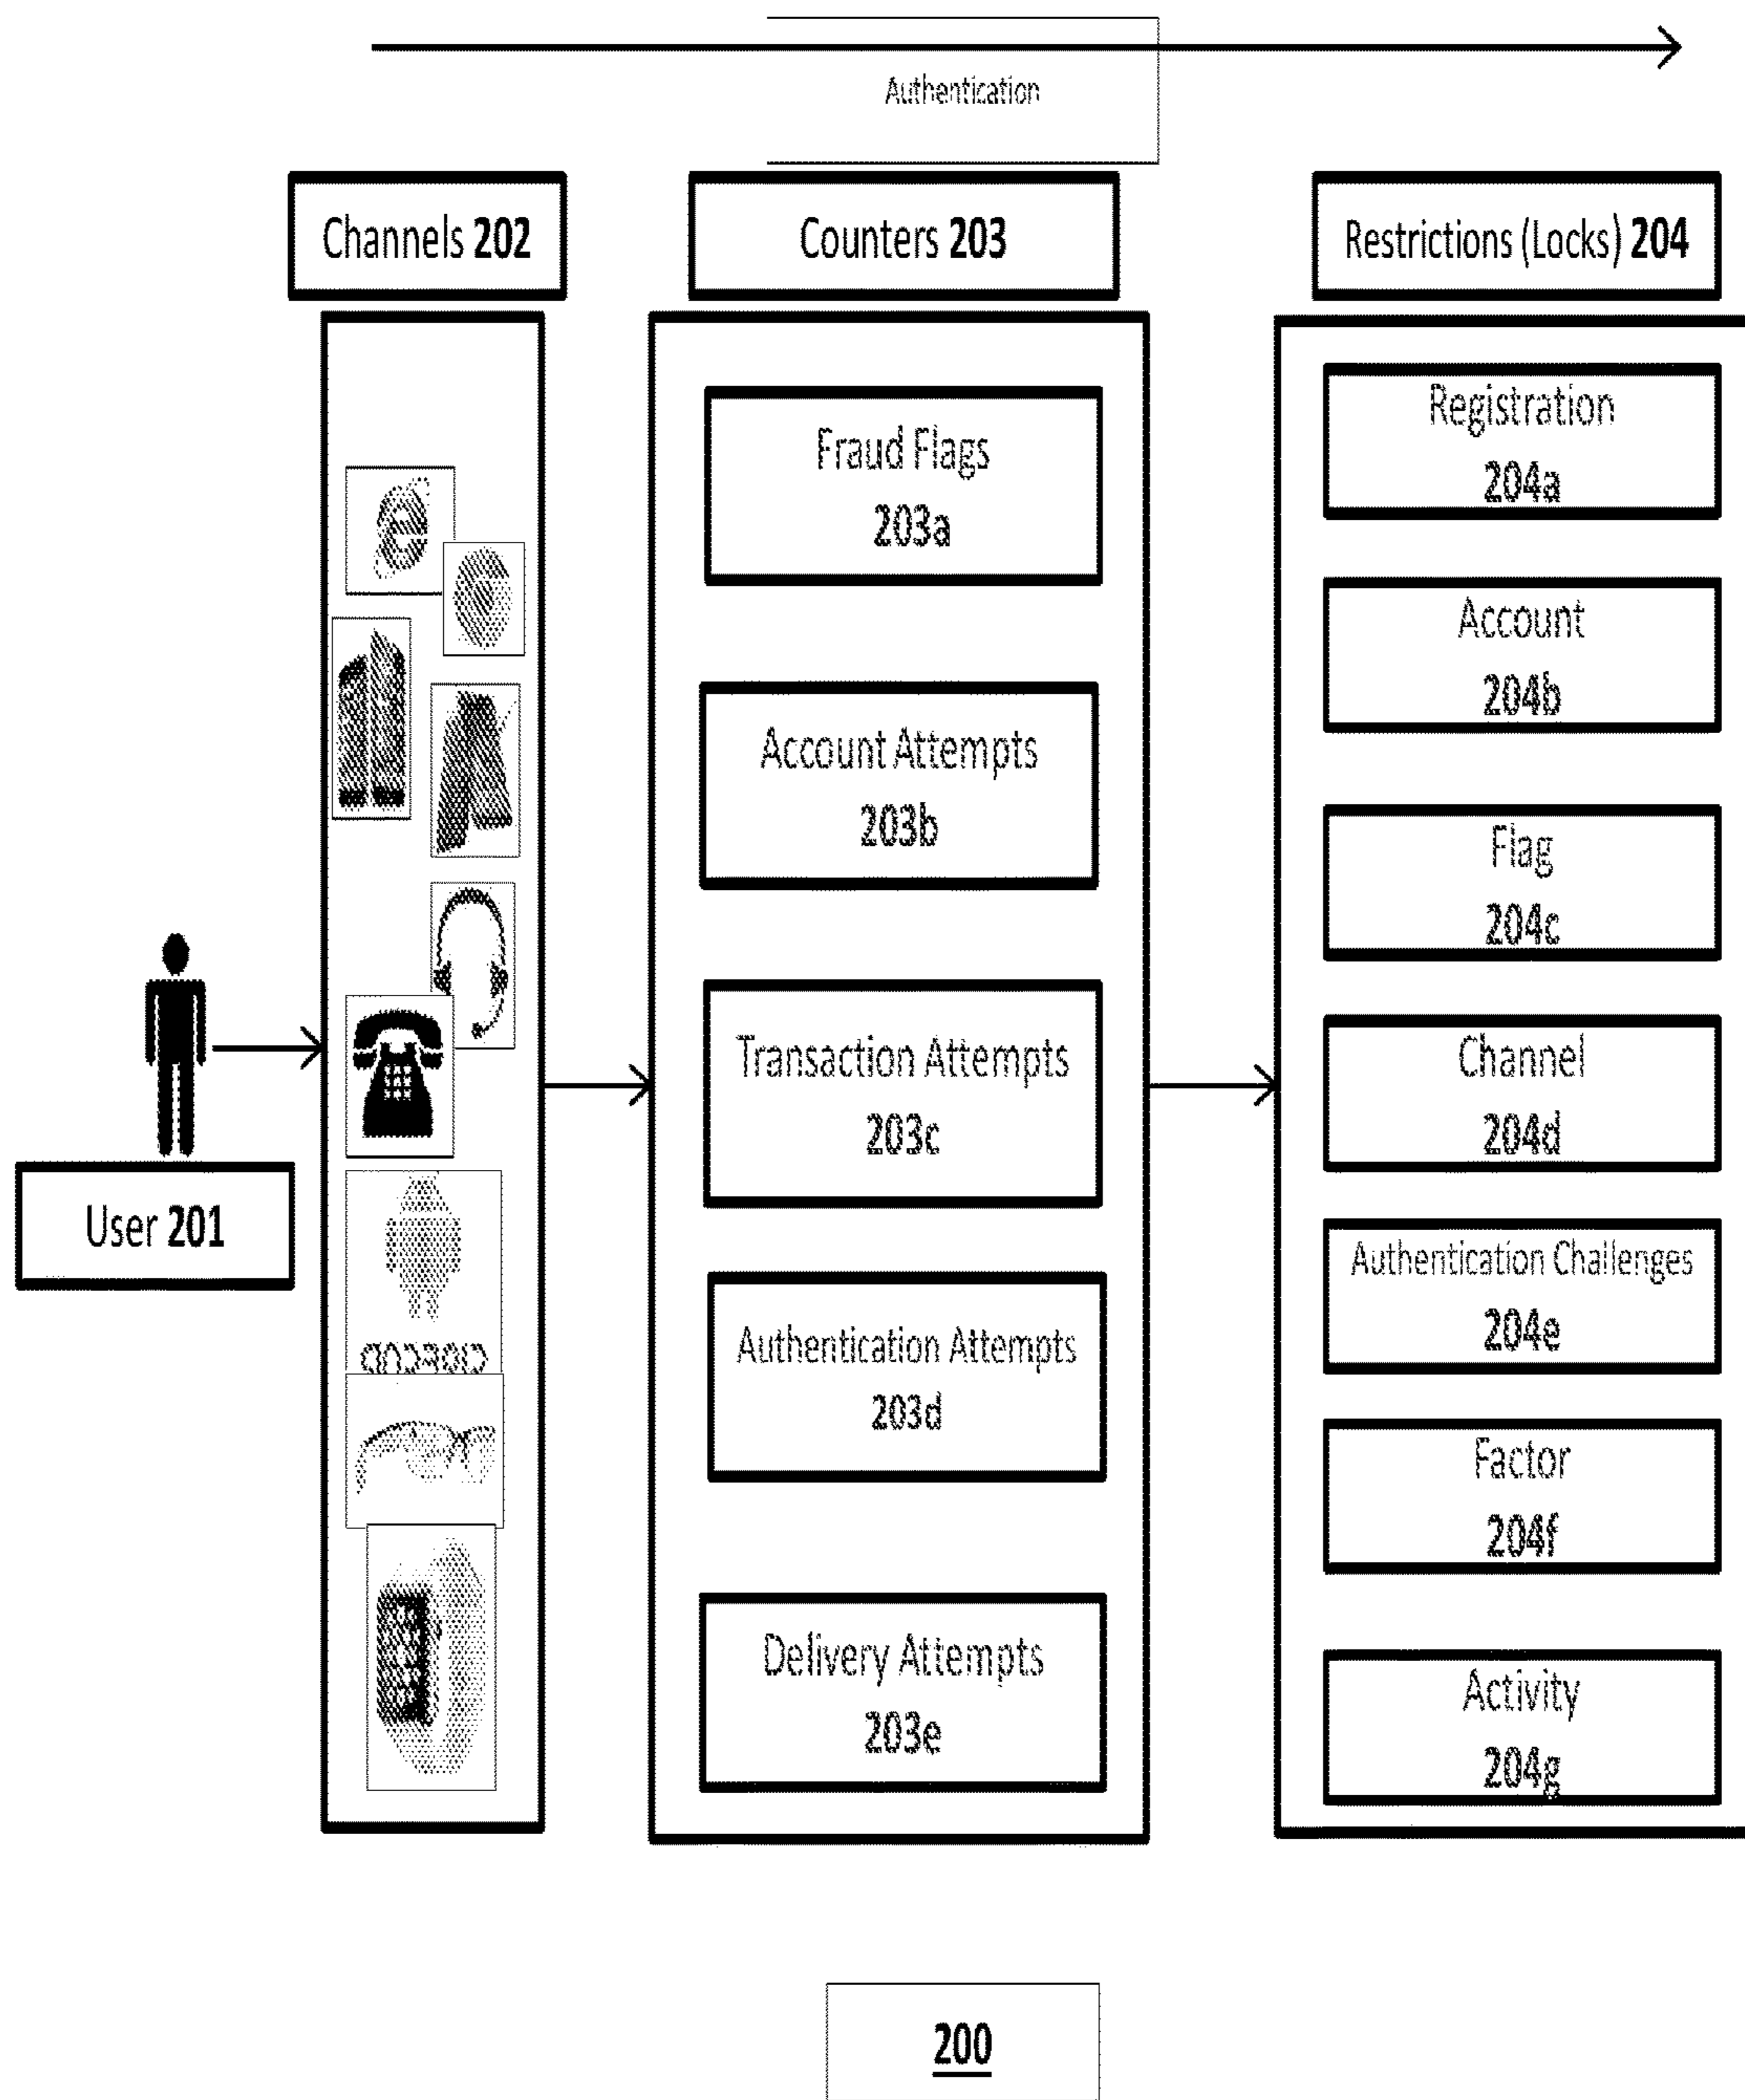 Authentication
Channels 202
Counters 203
Restrictions (Locks) 204
User 201
Fraud Flags
203a
Account Attempts
203b
Transaction Attempts
203c
Authentication Attempts
203d
Delivery Attempts
203e
Registration
204a
Account
204b
Flag
204c
Channel
204d
Authentication Challenges
204e
Factor
204f
Activity
204g
200